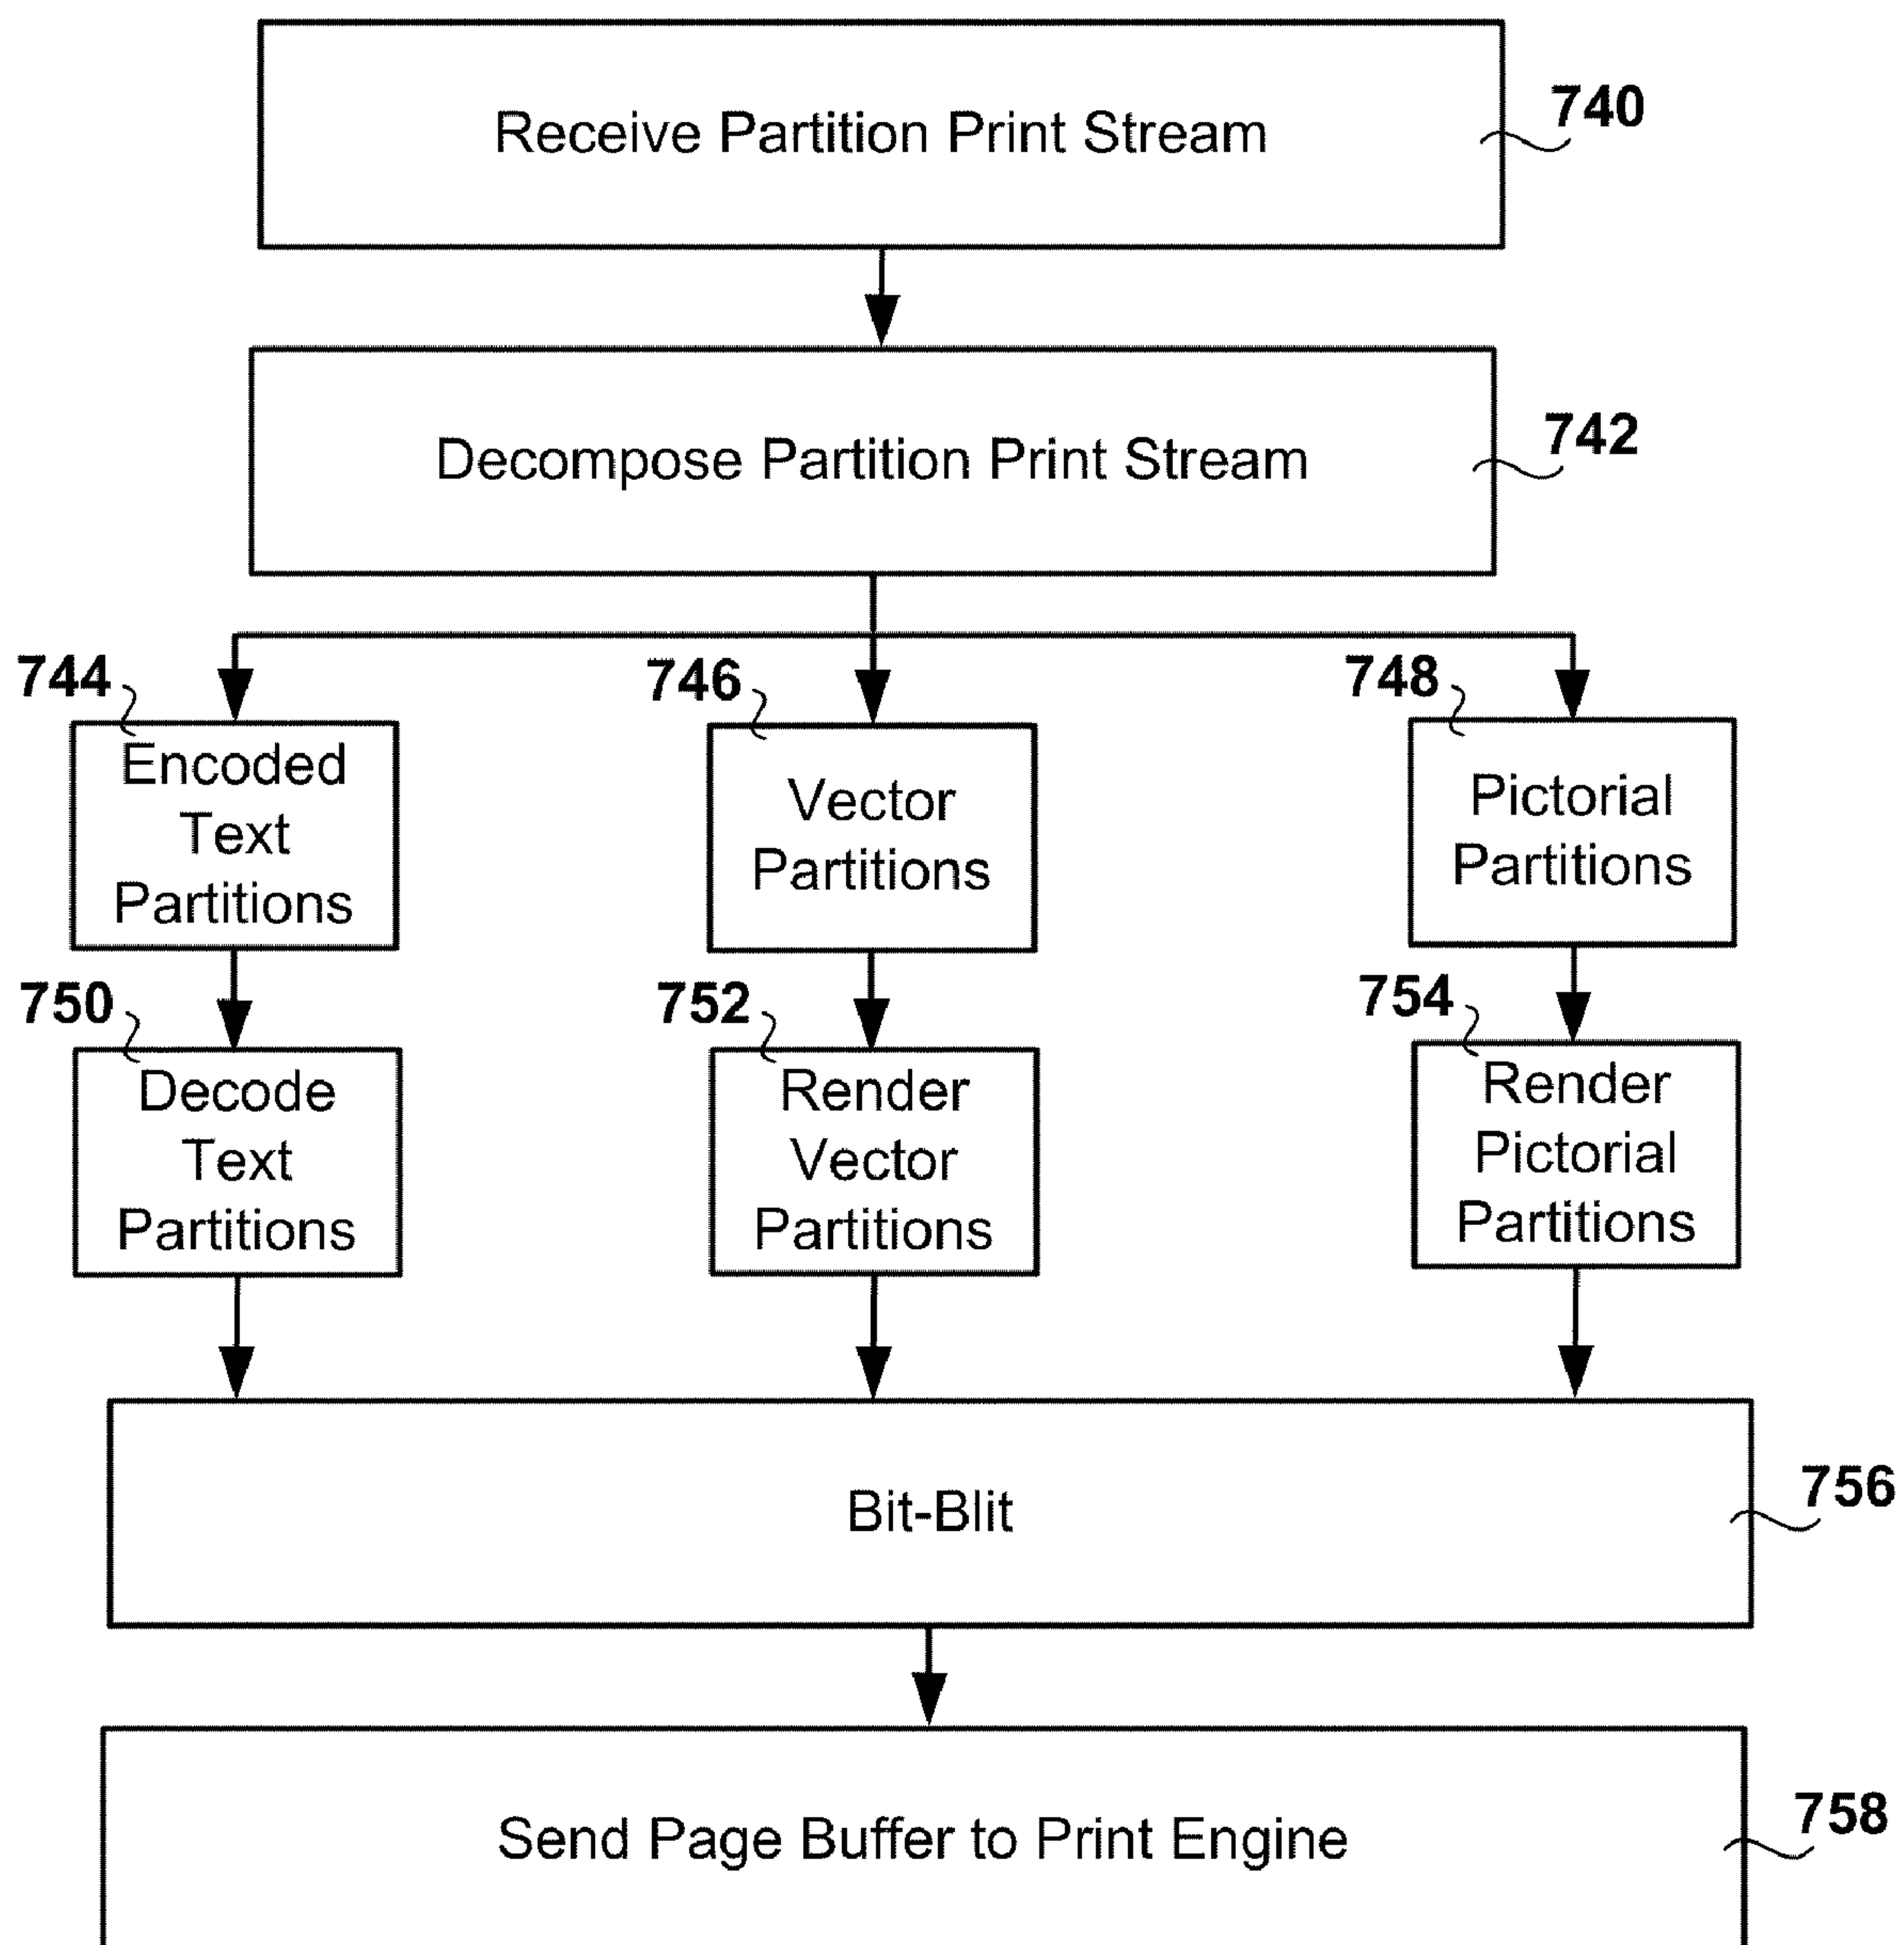 Receive Partition Print Stream
740
Decompose Partition Print Stream
742
744
Encoded
Text
Partitions
746
Vector
Partitions
748
Pictorial
Partitions
750
Decode
Text
Partitions
752
Render
Vector
Partitions
754
Render
Pictorial
Partitions
Bit-Blit
756
Send Page Buffer to Print Engine
758